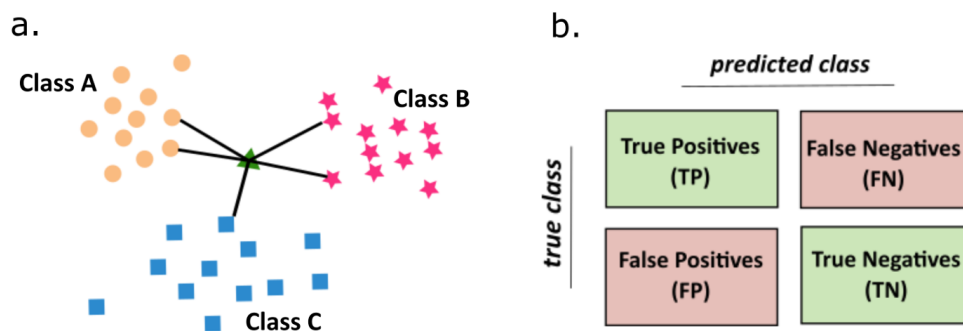 a.
Class A
Class B
Class C
b.
predicted class
true class
True Positives
(TP)
False Negatives
(FN)
False Positives
(FP)
True Negatives
(TN)